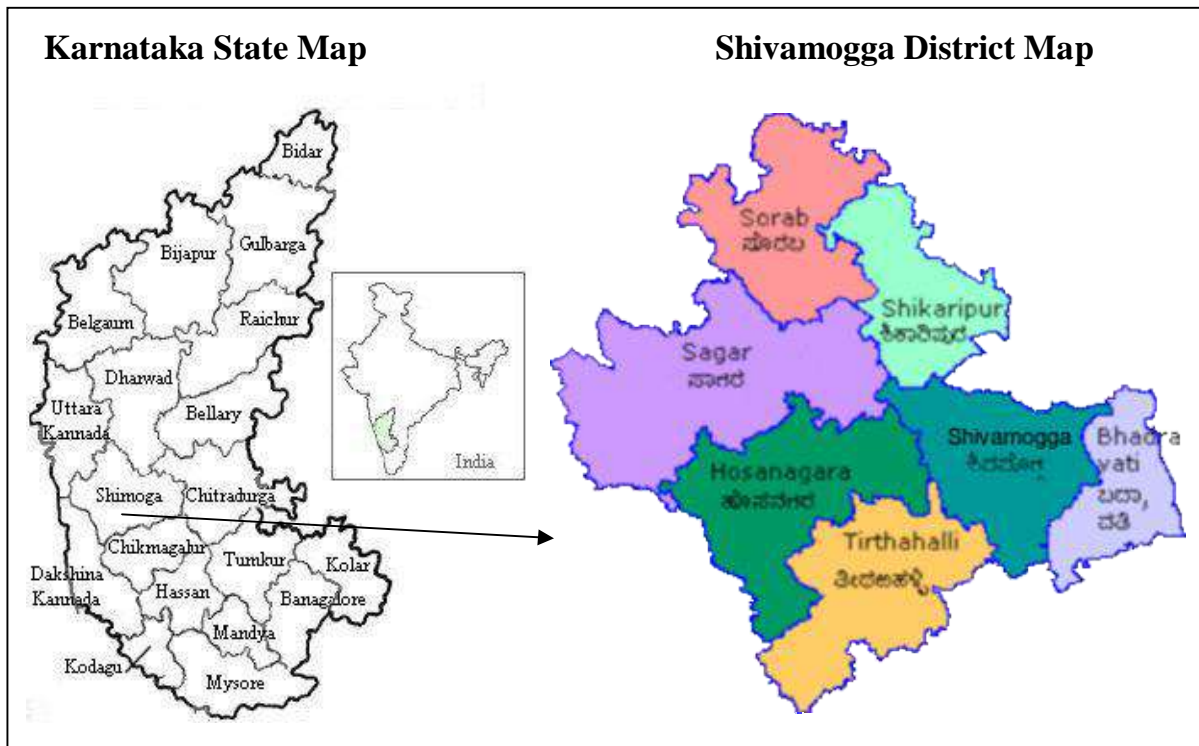 Karnataka State Map
Shivamogga District Map
Bidar
Gulbarga
Bijapur
Raichur
Belgaum
Dharwad
Bellary
Uttara
Kannada
Shimoga
Chitradurga
Chikmagalur
Tumkur
Kolar
Dakshina
Kannada
Hassan
Banagalore
Mandya
Kodagu
Mysore
India
Sorab
ಸೊರಬ
Shikaripur
ಶಿಕಾರಿಪುರ
Sagar
ಸಾಗರ
Shivamogga
ಶಿವಮೊಗ್ಗ
Bhadra
vati
ಬದ್ರಾ
ವತಿ
Hosanagara
ಹೊಸನಗರ
Tirthahalli